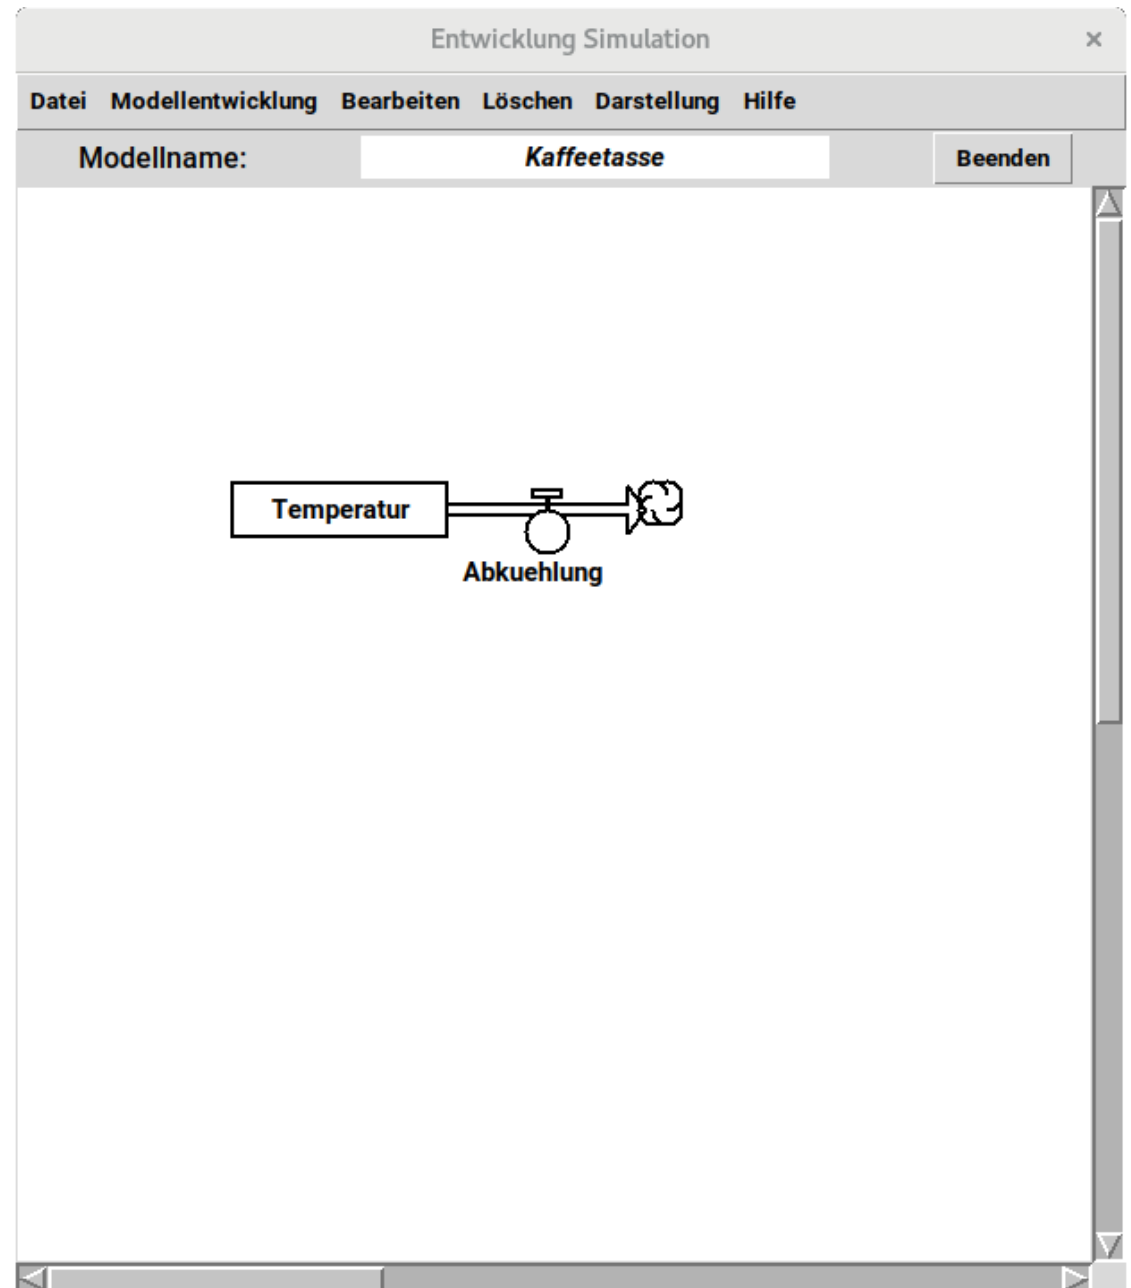 Entwicklung Simulation
Datei Modellentwicklung Bearbeiten Löschen Darstellung Hilfe
Modellname: Kaffeetasse Beenden
Temperatur
Abkuehlung